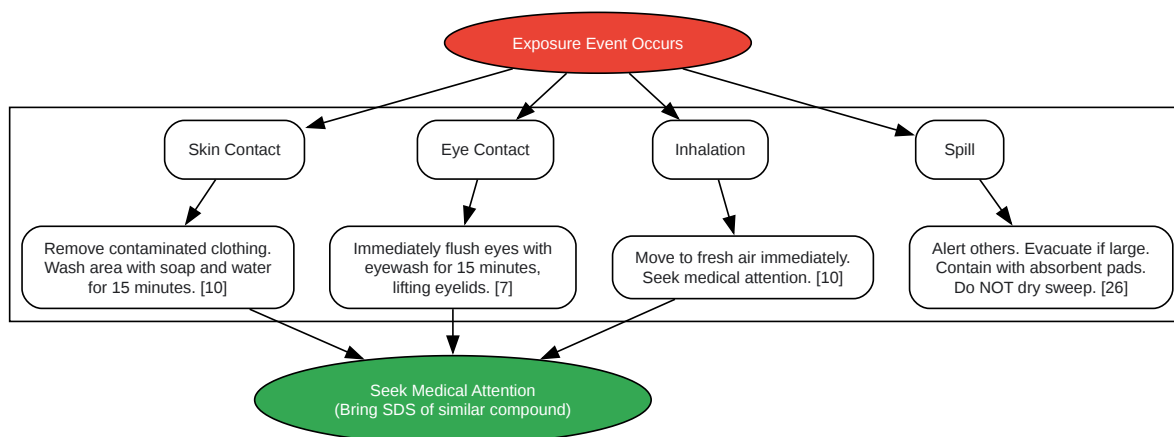 Exposure Event Occurs
Skin Contact
Eye Contact
Inhalation
Spill
Remove contaminated clothing.
Wash area with soap and water
for 15 minutes. [10]
Immediately flush eyes with
eyewash for 15 minutes,
lifting eyelids. [7]
Move to fresh air immediately.
Seek medical attention. [10]
Alert others. Evacuate if large.
Contain with absorbent pads.
Do NOT dry sweep. [26]
Seek Medical Attention
(Bring SDS of similar compound)